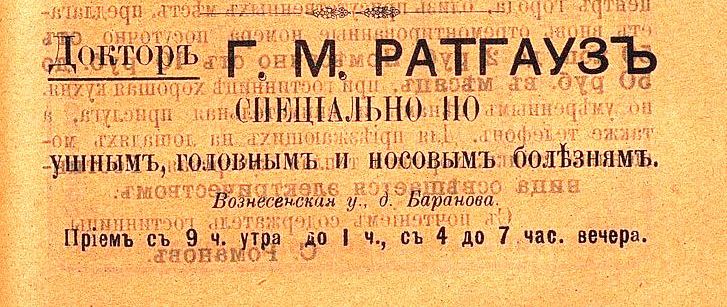 Докторъ Г. М. РАТГАУЗЪ
СПЕЦІАЛЬНО ПО
УШНЫМЪ, ГОЛОВНЫМЪ И НОСОВЫМЪ БОЛѢЗНЯМЪ.
Вознесенская у., д. Баранова.
Пріемъ съ 9 ч. утра до 1 ч., съ 4 до 7 час. вечера.